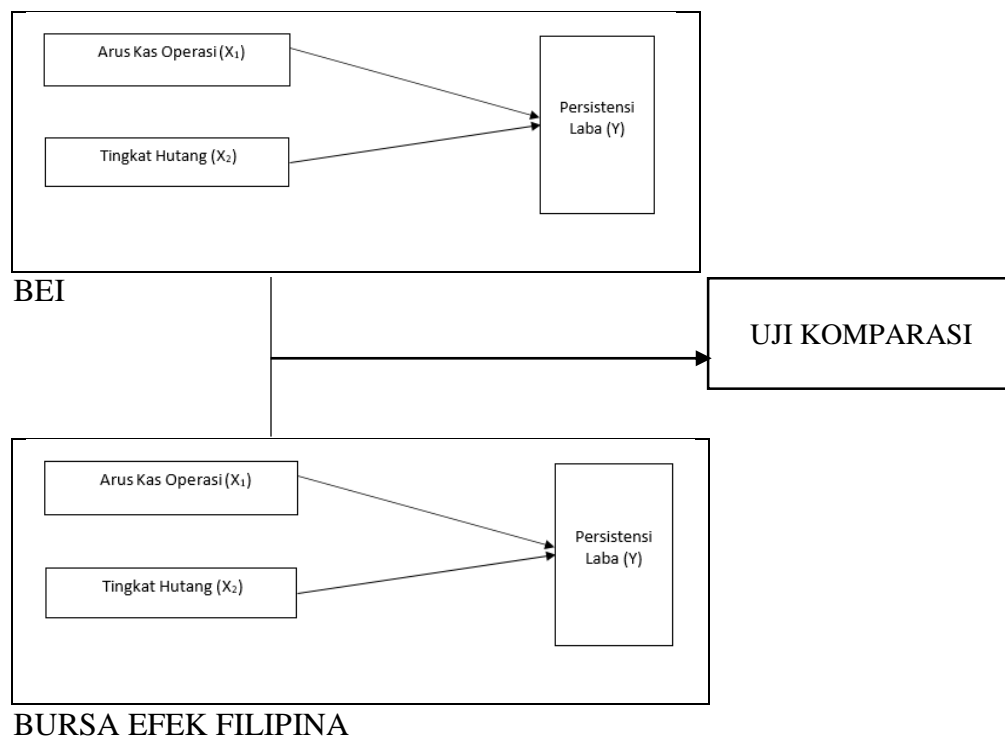 Arus Kas Operasi (X₁)
Persistensi
Laba (Y)
Tingkat Hutang (X₂)
BEI
UJI KOMPARASI
Arus Kas Operasi (X₁)
Persistensi
Laba (Y)
Tingkat Hutang (X₂)
BURSA EFEK FILIPINA